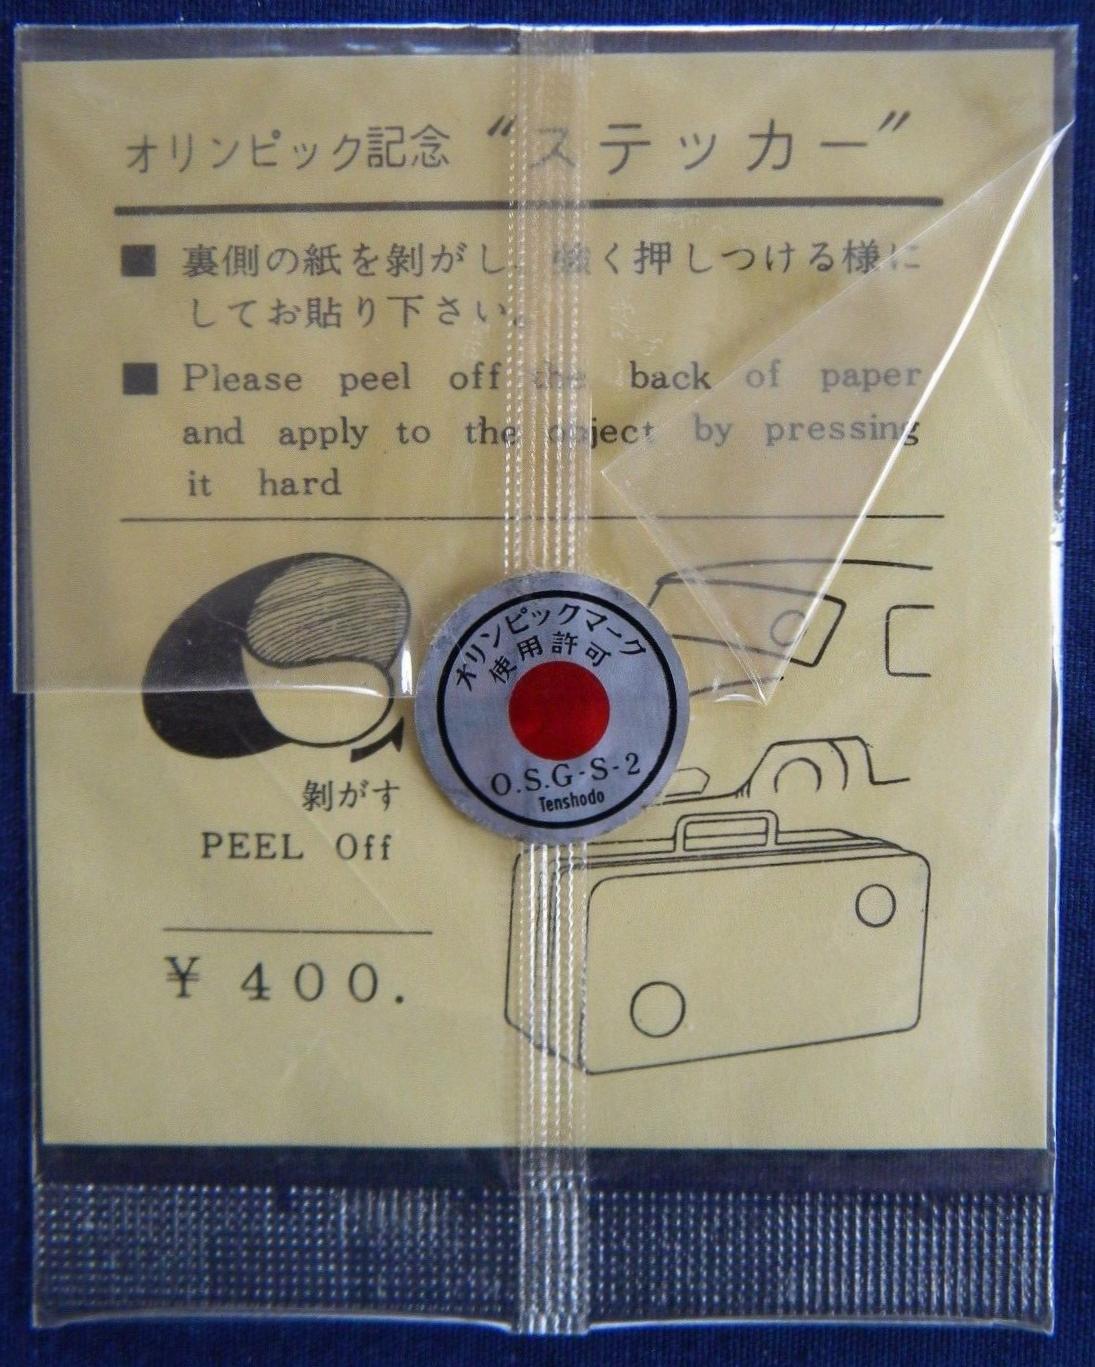 オリンピック記念 “ステッカー”
■ 裏側の紙を剝がし、強く押しつける様に
してお貼り下さい。
■ Please peel off the back of paper
and apply to the object by pressing
it hard
オリンピックマーク
使用許可
O.S.G-S-2
Tenshodo
剝がす
PEEL Off
¥ 400.